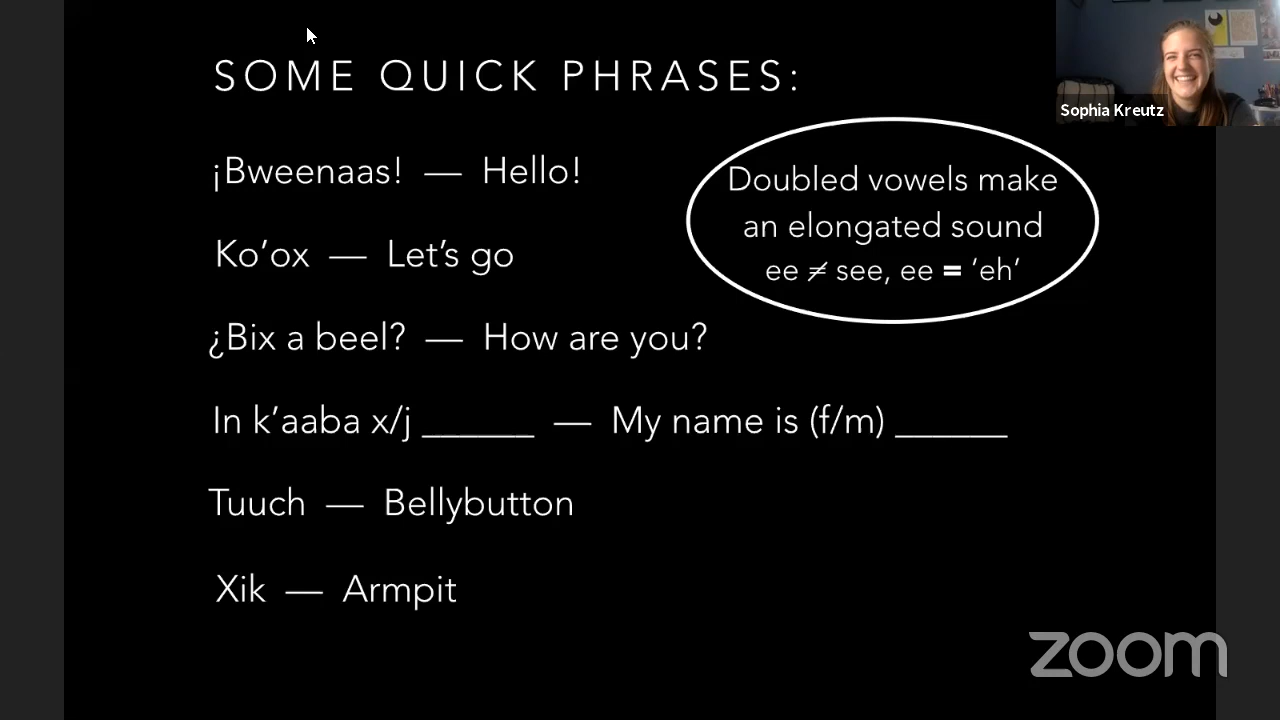 SOME QUICK PHRASES:
Sophia Kreutz
¡Bweenaas! — Hello!
Doubled vowels make
an elongated sound
ee ≠ see, ee = ‘eh’
Ko’ox — Let’s go
¿Bix a beel? — How are you?
In k’aaba x/j ______ — My name is (f/m) ______
Tuuch — Bellybutton
Xik — Armpit
zoom